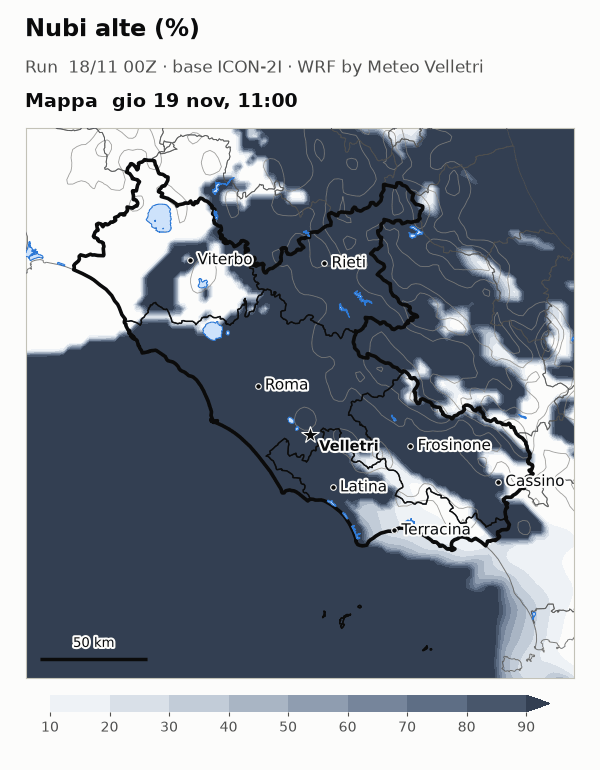 Nubi alte (%)
Run  18/11 00Z · base ICON-2I · WRF by Meteo Velletri
Mappa  gio 19 nov, 11:00
Viterbo
Rieti
Roma
Velletri
Frosinone
Cassino
Latina
Terracina
50 km
10 20 30 40 50 60 70 80 90